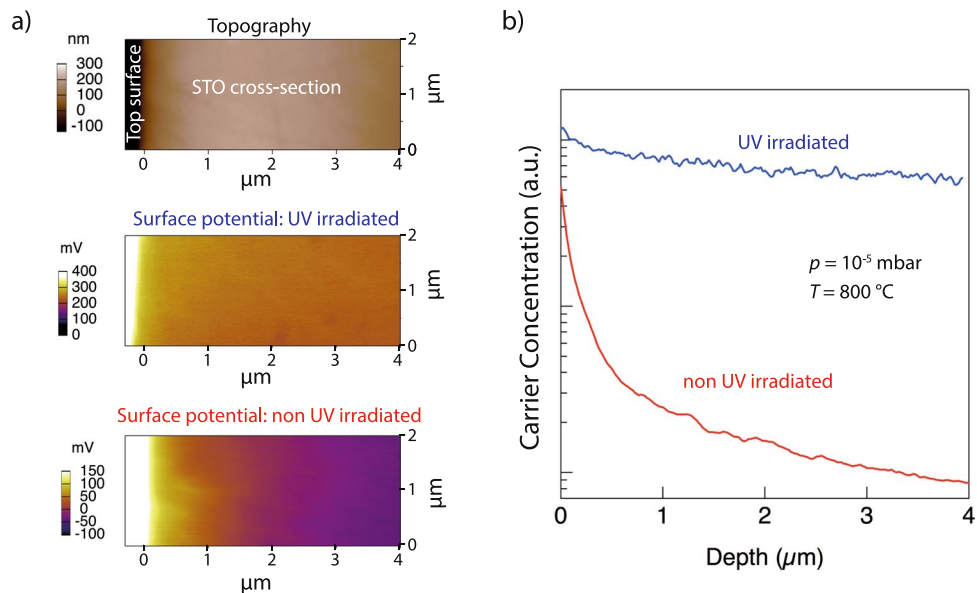 a)
Topography
nm
300
200
100
0
-100
Top surface
STO cross-section
2
1
0
µm
0 1 2 3 4
µm
Surface potential: UV irradiated
mV
400
300
200
100
0
2
1
0
µm
0 1 2 3 4
µm
Surface potential: non UV irradiated
mV
150
100
50
0
-50
-100
2
1
0
µm
0 1 2 3 4
µm
b)
Carrier Concentration (a.u.)
UV irradiated
p = 10⁻⁵ mbar
T = 800 °C
non UV irradiated
0 1 2 3 4
Depth (µm)